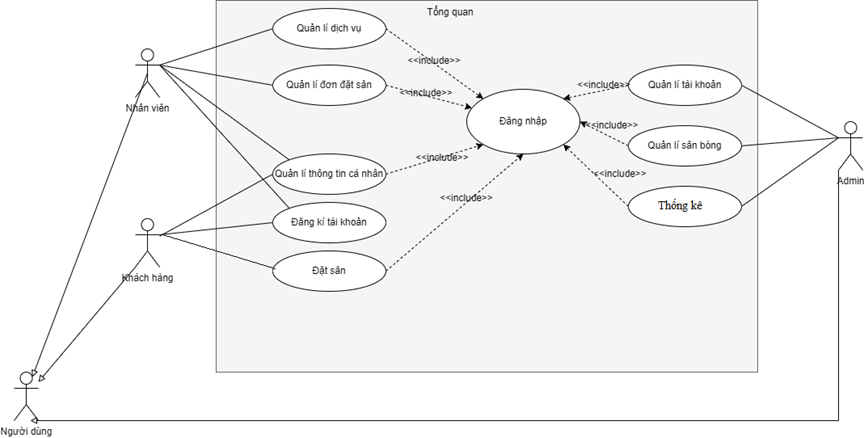 Tổng quan
Quản lí dịch vụ
<<include>>
Nhân viên
Quản lí đơn đặt sân
<<include>>
Đăng nhập
<<include>>
Quản lí tài khoản
<<include>>
Quản lí sân bóng
Admin
Quản lí thông tin cá nhân
<<include>>
<<include>>
Thống kê
<<include>>
Đăng kí tài khoản
Khách hàng
Đặt sân
Người dùng